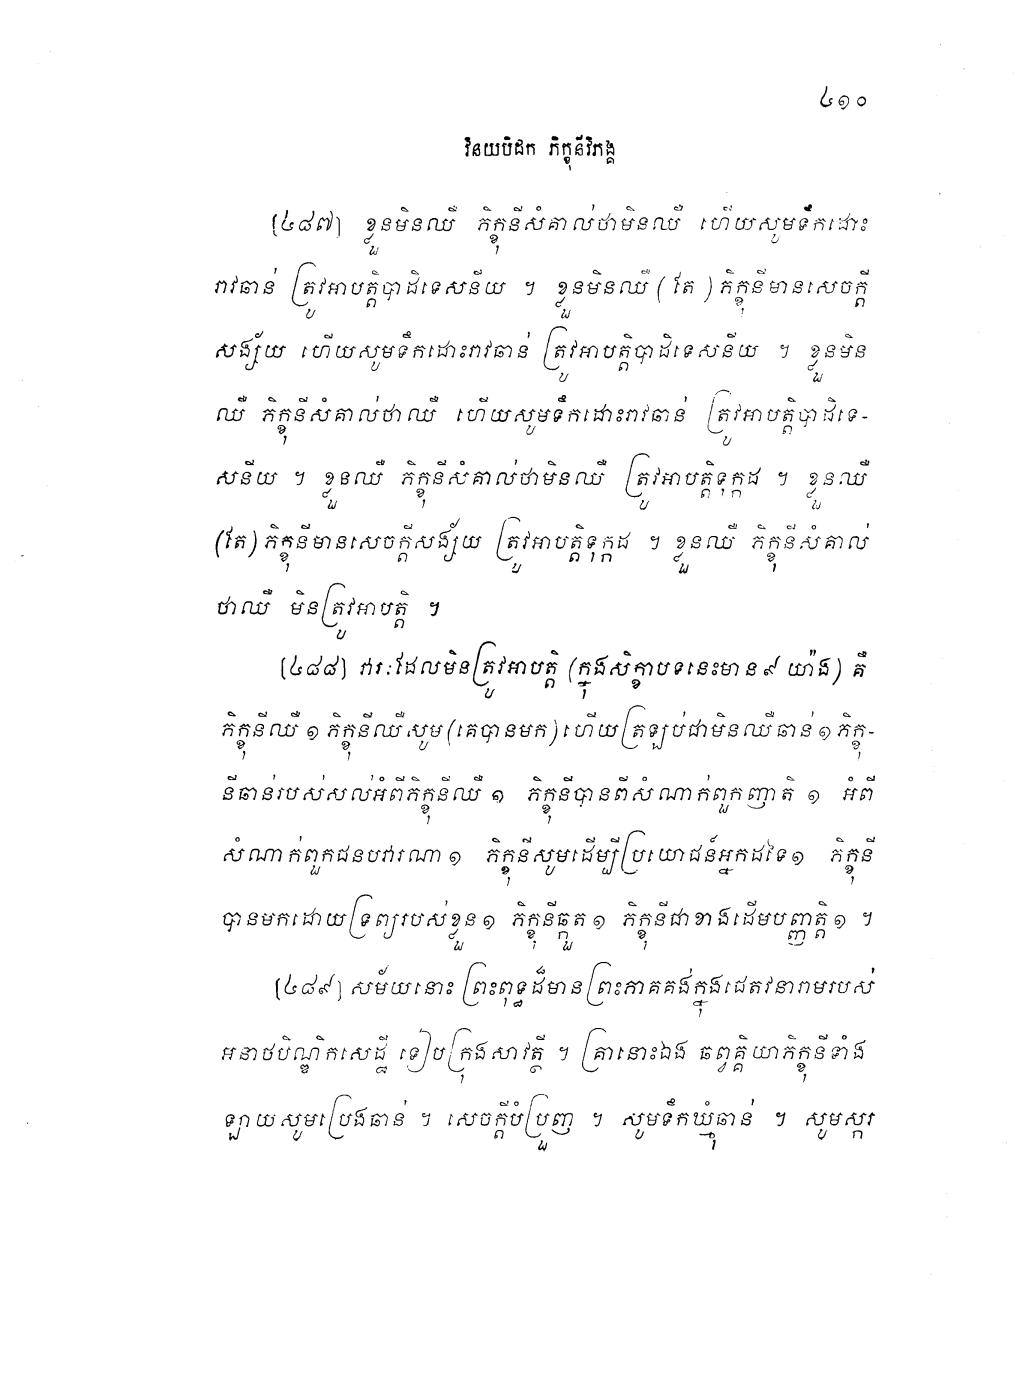 ៤១០
វិនយបិដក ភិក្ខុនីវិភង្គ
[៤៨៧] ខ្លួនមិនឈឺ ភិក្ខុនីសំគាល់ថាមិនឈឺ ហើយសូមទឹកដោះ
រាវឆាន់ ត្រូវអាបត្តិបាដិទេសនីយ ។ ខ្លួនមិនឈឺ (តែ) ភិក្ខុនីមានសេចក្តី
សង្ស័យ ហើយសូមទឹកដោះរាវឆាន់ ត្រូវអាបត្តិបាដិទេសនីយ ។ ខ្លួនមិន
ឈឺ ភិក្ខុនីសំគាល់ថាឈឺ ហើយសូមទឹកដោះរាវឆាន់ ត្រូវអាបត្តិបាដិទេ-
សនីយ ។ ខ្លួនឈឺ ភិក្ខុនីសំគាល់ថាមិនឈឺ ត្រូវអាបត្តិទុក្កដ ។ ខ្លួនឈឺ
(តែ) ភិក្ខុនីមានសេចក្តីសង្ស័យ ត្រូវអាបត្តិទុក្កដ ។ ខ្លួនឈឺ ភិក្ខុនីសំគាល់
ថាឈឺ មិនត្រូវអាបត្តិ ។
[៤៨៨] វារៈដែលមិនត្រូវអាបត្តិ (ក្នុងសិក្ខាបទនេះមាន៩ យ៉ាង) គឺ
ភិក្ខុនីឈឺ ១ ភិក្ខុនីឈឺសូម (គេបានមក) ហើយត្រឡប់ជាមិនឈឺឆាន់ ១ ភិក្ខុ-
នីឆាន់របស់សល់អំពីភិក្ខុនីឈឺ ១ ភិក្ខុនីបានពីសំណាក់ពួកញាតិ ១ អំពី
សំណាក់ពួកជនបវារណា ១ ភិក្ខុនីសូមដើម្បីប្រយោជន៍អ្នកដទៃ១ ភិក្ខុនី
បានមកដោយទ្រព្យរបស់ខ្លួន១ ភិក្ខុនីឆ្កួត១ ភិក្ខុនីជាខាងដើមបញ្ញត្តិ១ ។
[៤៨៩] សម័យនោះ ព្រះពុទ្ធដ៏មានព្រះភាគគង់ក្នុងជេតវនារាមរបស់
អនាថបិណ្ឌិកសេដ្ឋី ទៀបក្រុងសាវត្ថី ។ គ្រានោះឯង ឆព្វគ្គិយាភិក្ខុនីទាំង
ឡាយសូមប្រេងឆាន់ ។ សេចក្តីបំប្រួញ ។ សូមទឹកឃ្មុំឆាន់ ។ សូមស្ករ